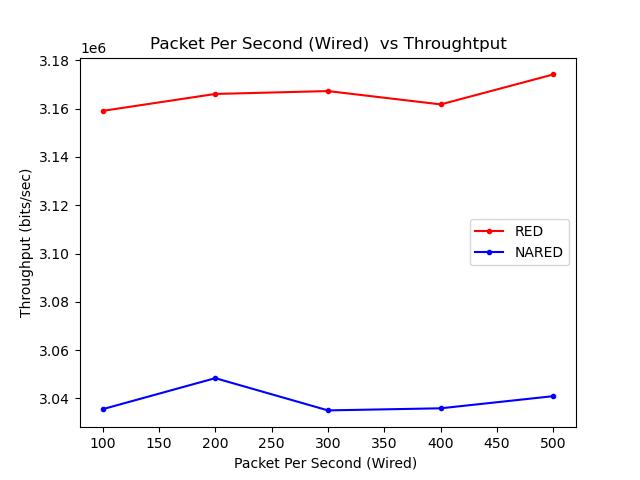 Packet Per Second (Wired)  vs Throughtput
1e6
3.18
3.16
3.14
3.12
3.10
3.08
3.06
3.04
Throughput (bits/sec)
RED
NARED
100 150 200 250 300 350 400 450 500
Packet Per Second (Wired)